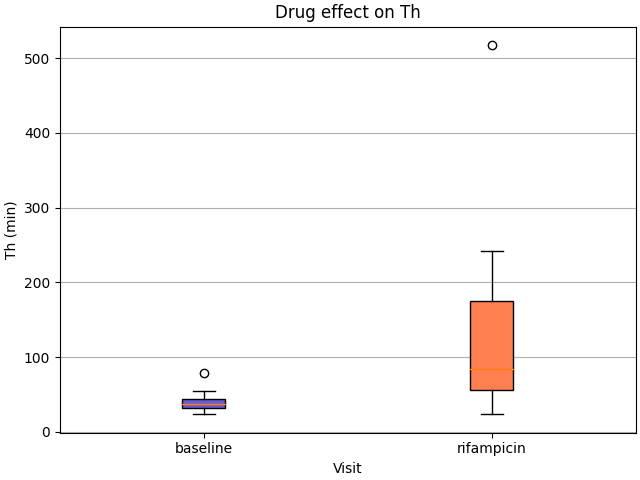 Drug effect on Th
Th (min)
500
400
300
200
100
0
baseline
rifampicin
Visit